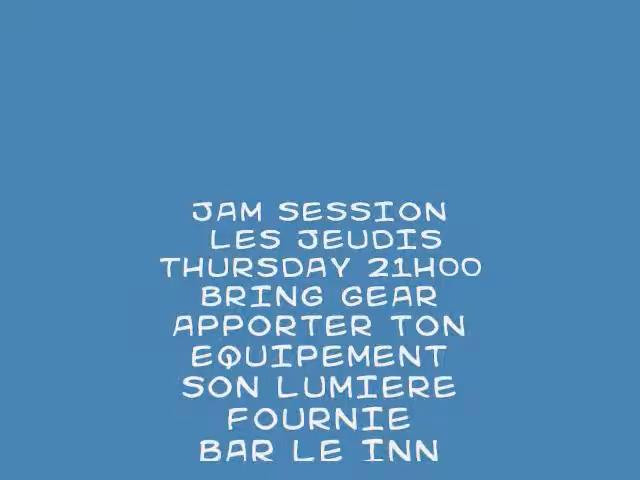 JAM SESSION
LES JEUDIS
THURSDAY 21H00
BRING GEAR
APPORTER TON
EQUIPEMENT
SON LUMIERE
FOURNIE
BAR LE INN